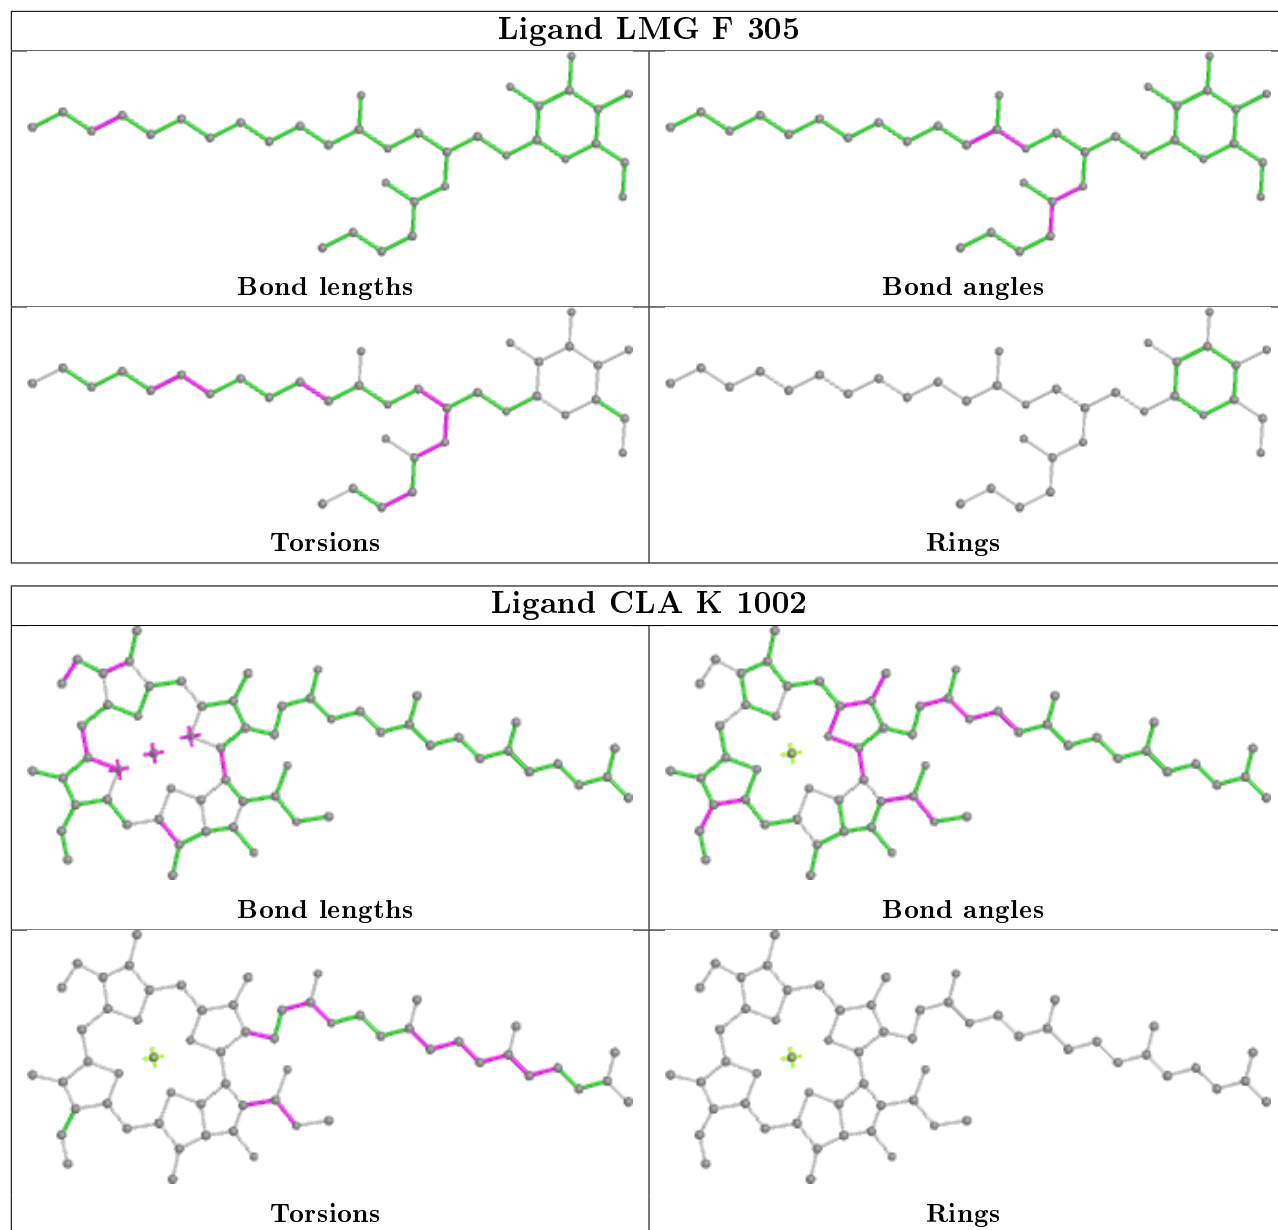 Ligand LMG F 305
Bond lengths
Bond angles
Torsions
Rings
Ligand CLA K 1002
Bond lengths
Bond angles
Torsions
Rings